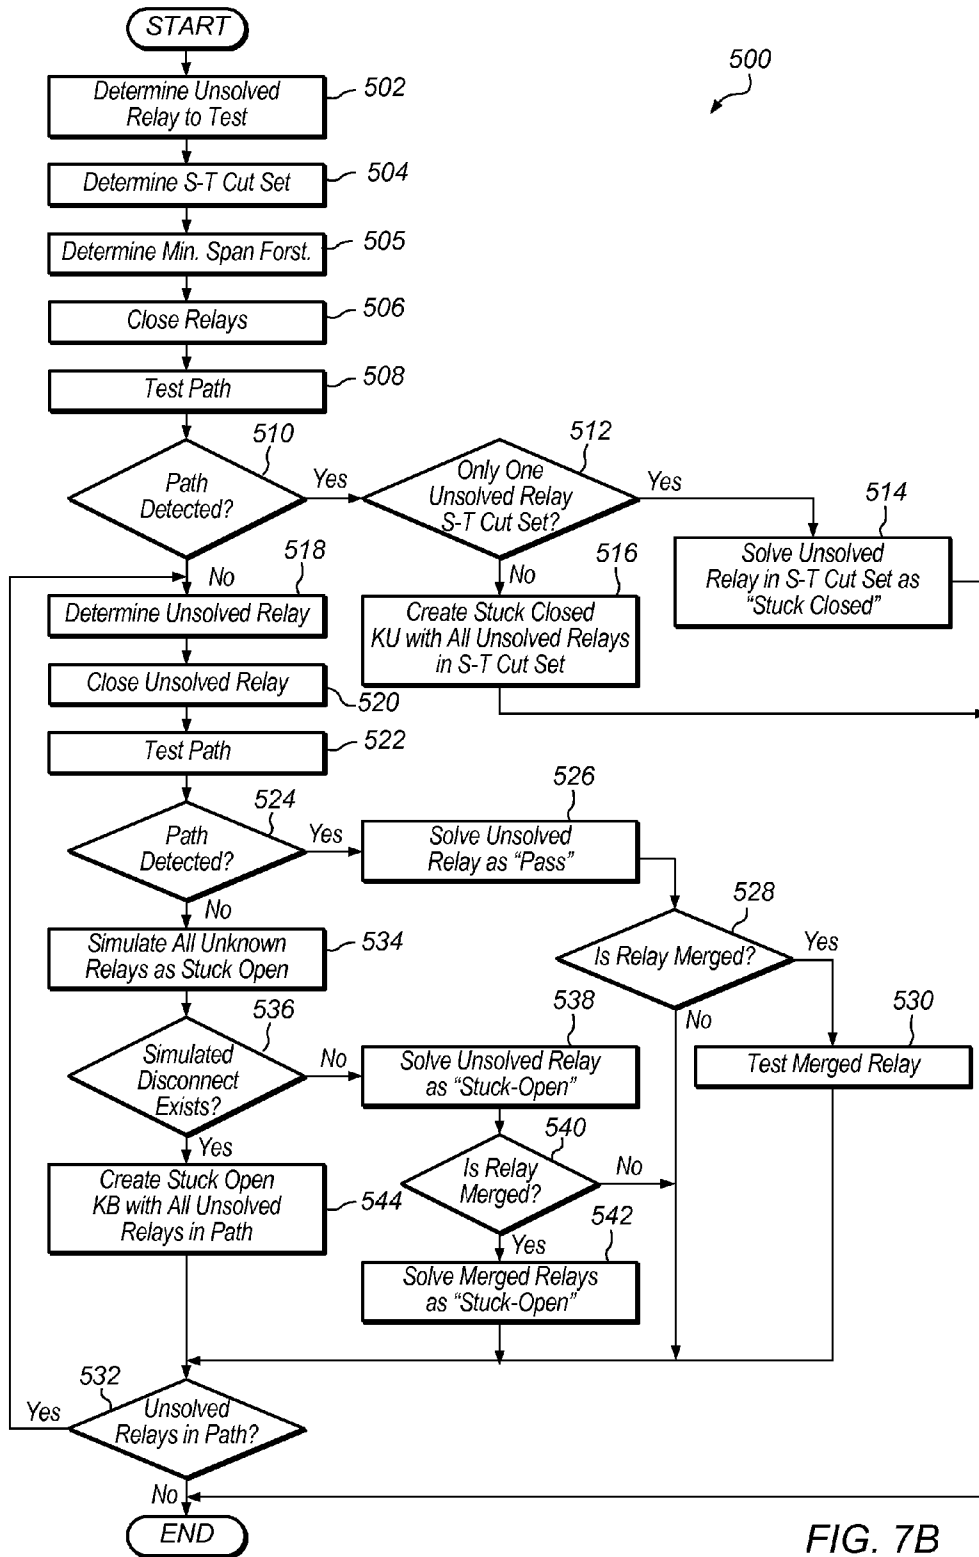 START
500
Determine Unsolved
Relay to Test
502
Determine S-T Cut Set
504
Determine Min. Span Forst.
505
Close Relays
506
Test Path
508
510
Path
Detected?
Yes
No
512
Only One
Unsolved Relay
S-T Cut Set?
Yes
No
514
Solve Unsolved
Relay in S-T Cut Set as
“Stuck Closed”
516
Create Stuck Closed
KU with All Unsolved Relays
in S-T Cut Set
518
Determine Unsolved Relay
Close Unsolved Relay
520
Test Path
522
524
Path
Detected?
Yes
No
526
Solve Unsolved
Relay as “Pass”
528
Is Relay Merged?
Yes
No
530
Test Merged Relay
Simulate All Unknown
Relays as Stuck Open
534
536
Simulated
Disconnect
Exists?
No
Yes
538
Solve Unsolved Relay
as “Stuck-Open”
540
Is Relay
Merged?
No
Yes
542
Solve Merged Relays
as “Stuck-Open”
Create Stuck Open
KB with All Unsolved
Relays in Path
544
532
Unsolved
Relays in Path?
Yes
No
END
FIG. 7B